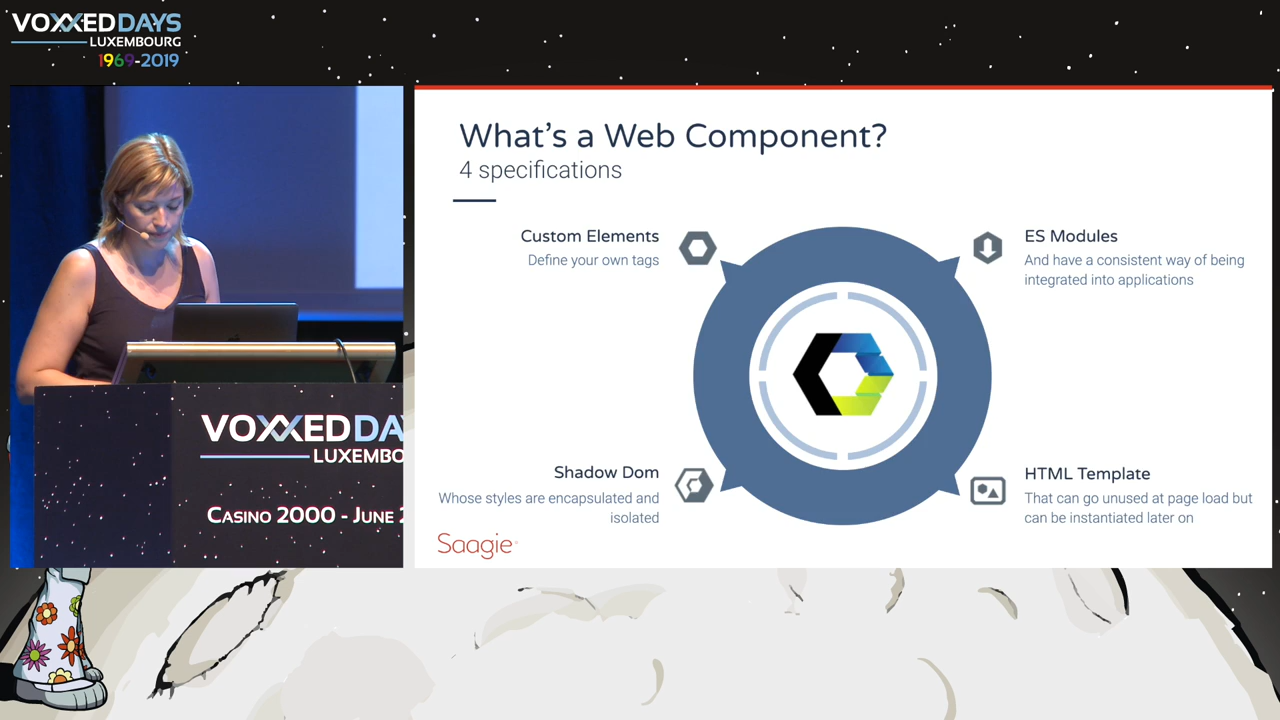 VOXXEDDAYS
LUXEMBOURG
1969-2019
What's a Web Component?
4 specifications
Custom Elements
Define your own tags
ES Modules
And have a consistent way of being
integrated into applications
Shadow Dom
Whose styles are encapsulated and
isolated
HTML Template
That can go unused at page load but
can be instantiated later on
Saagie
VOXXEDDA
LUXEMBO
CASINO 2000 - JUNE 2